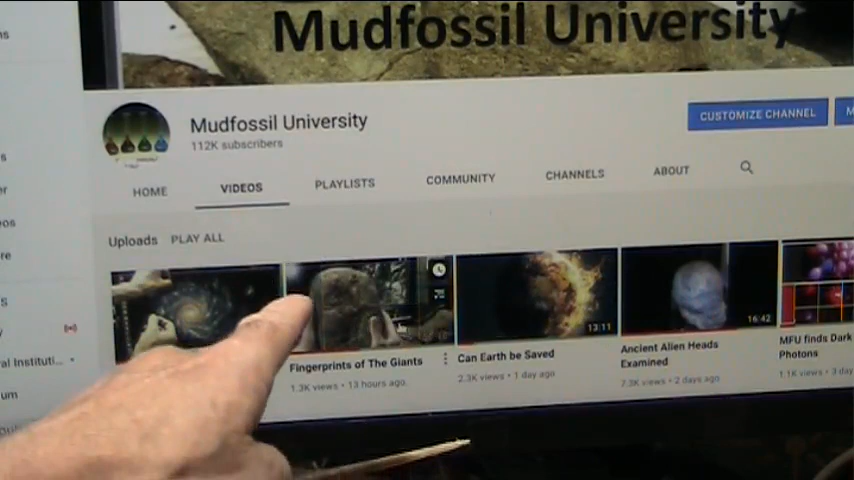 Mudfossil University
Mudfossil University
112K subscribers
CUSTOMIZE CHANNEL
M
HOME
VIDEOS
PLAYLISTS
COMMUNITY
CHANNELS
ABOUT
Uploads PLAY ALL
13:11
16:42
Fingerprints of The Giants
1.3K views • 13 hours ago
Can Earth be Saved
2.3K views • 1 day ago
Ancient Alien Heads
Examined
7.3K views • 2 days ago
MFU finds Dark
Photons
1.1K views • 3 day
ral Instituti...